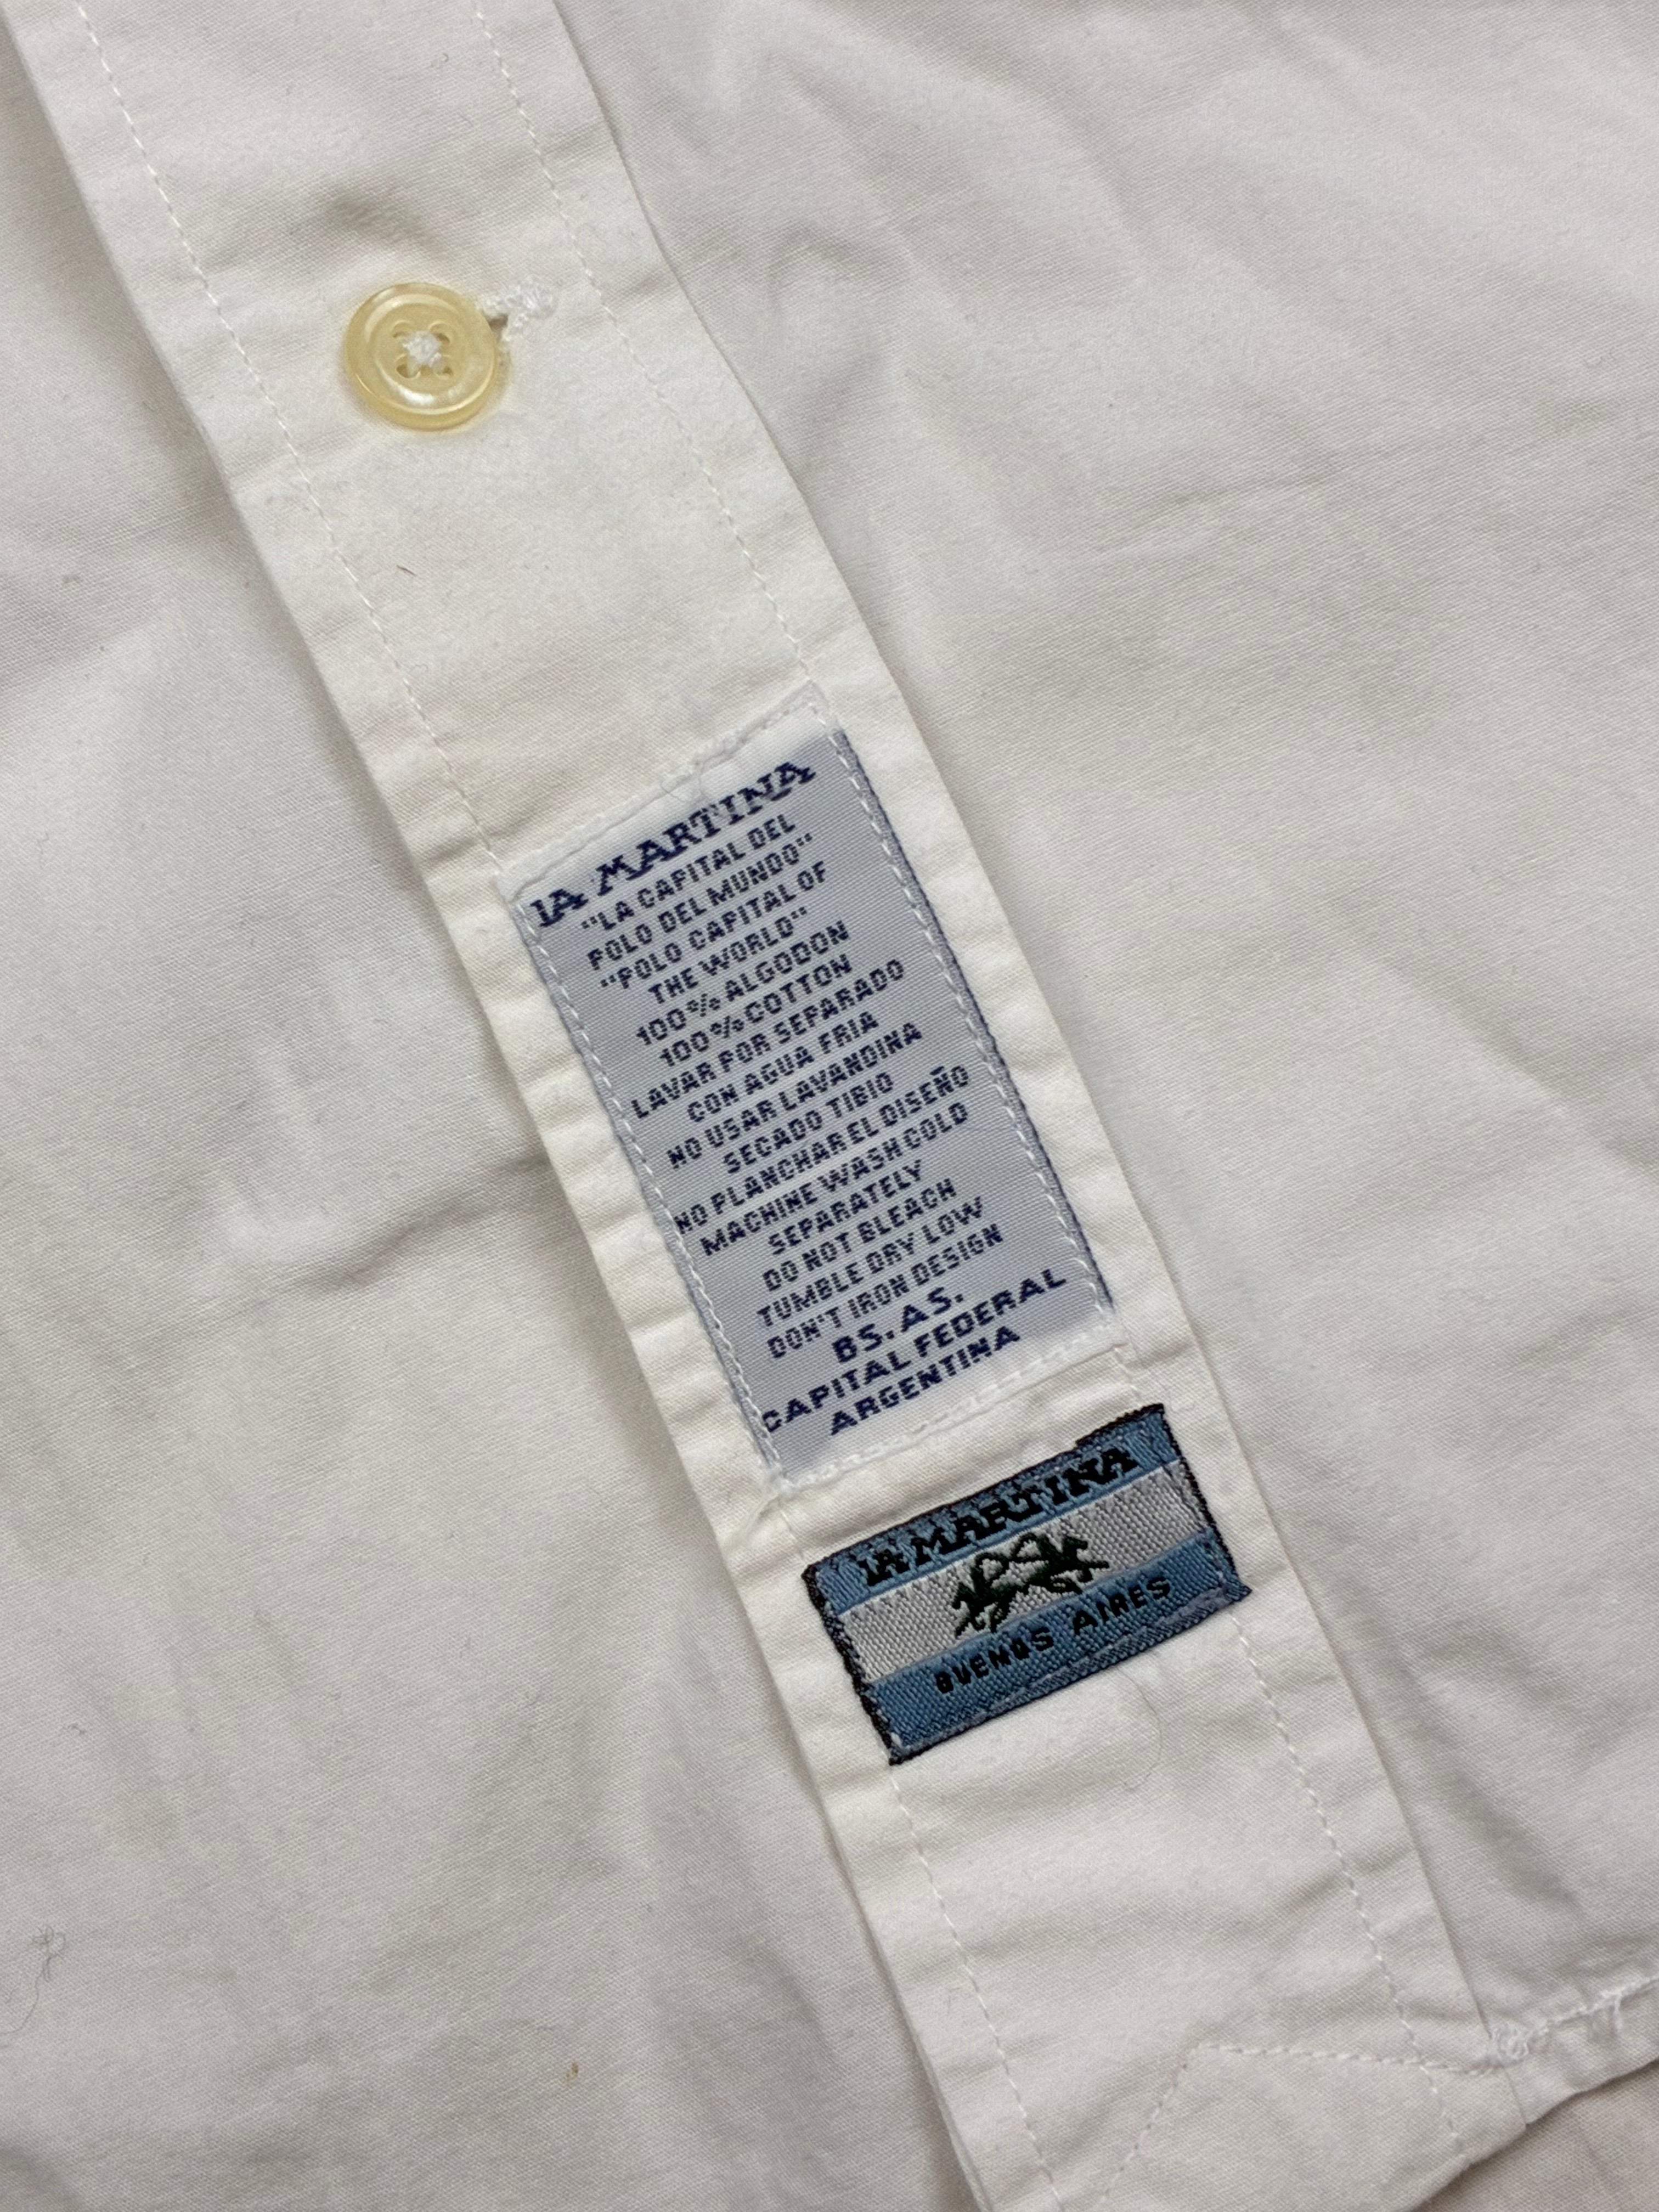 LA MARTINA
"LA CAPITAL DEL
POLO DEL MUNDO"
"POLO CAPITAL OF
THE WORLD"
100% ALGODON
100% COTTON
LAVAR POR SEPARADO
CON AGUA FRIA
NO USAR LAVANDINA
SECADO TIBIO
NO PLANCHAR EL DISEÑO
MACHINE WASH COLD
SEPARATELY
DO NOT BLEACH
TUMBLE DRY LOW
DON'T IRON DESIGN
BS. AS.
CAPITAL FEDERAL
ARGENTINA
LA MARTINA
BUENOS AIRES